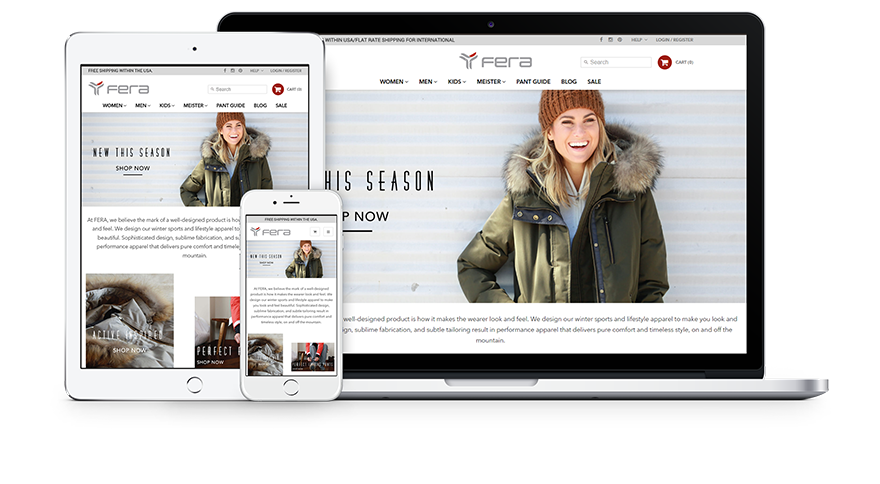 FREE SHIPPING WITHIN THE USA
HELP
LOGIN / REGISTER
fera
Search
CART (0)
WOMEN MEN KIDS MEISTER PANT GUIDE BLOG SALE
NEW THIS SEASON
SHOP NOW
At FERA, we believe the mark of a well-designed product is how
and feel. We design our winter sports and lifestyle apparel to
beautiful. Sophisticated design, sublime fabrication, and sub
performance apparel that delivers pure comfort and timeless
mountain.
ACTIVE INSPIRED
SHOP NOW
PERFECT F
SHOP NOW
FREE SHIPPING WITHIN THE USA
fera
NEW THIS SEASON
SHOP NOW
At FERA, we believe the mark of a well-designed
product is how it makes the wearer look and feel. We
design our winter sports and lifestyle apparel to make
you look and feel beautiful. Sophisticated design,
sublime fabrication, and subtle tailoring result in
performance apparel that delivers pure comfort and
timeless style, on and off the mountain.
WITHIN USA/FLAT RATE SHIPPING FOR INTERNATIONAL
HELP
LOGIN / REGISTER
fera
Search
CART (0)
WOMEN MEN KIDS MEISTER PANT GUIDE BLOG SALE
HIS SEASON
P NOW
well-designed product is how it makes the wearer look and feel. We design our winter sports and lifestyle apparel to make you look and
ign, sublime fabrication, and subtle tailoring result in performance apparel that delivers pure comfort and timeless style, on and off the
mountain.